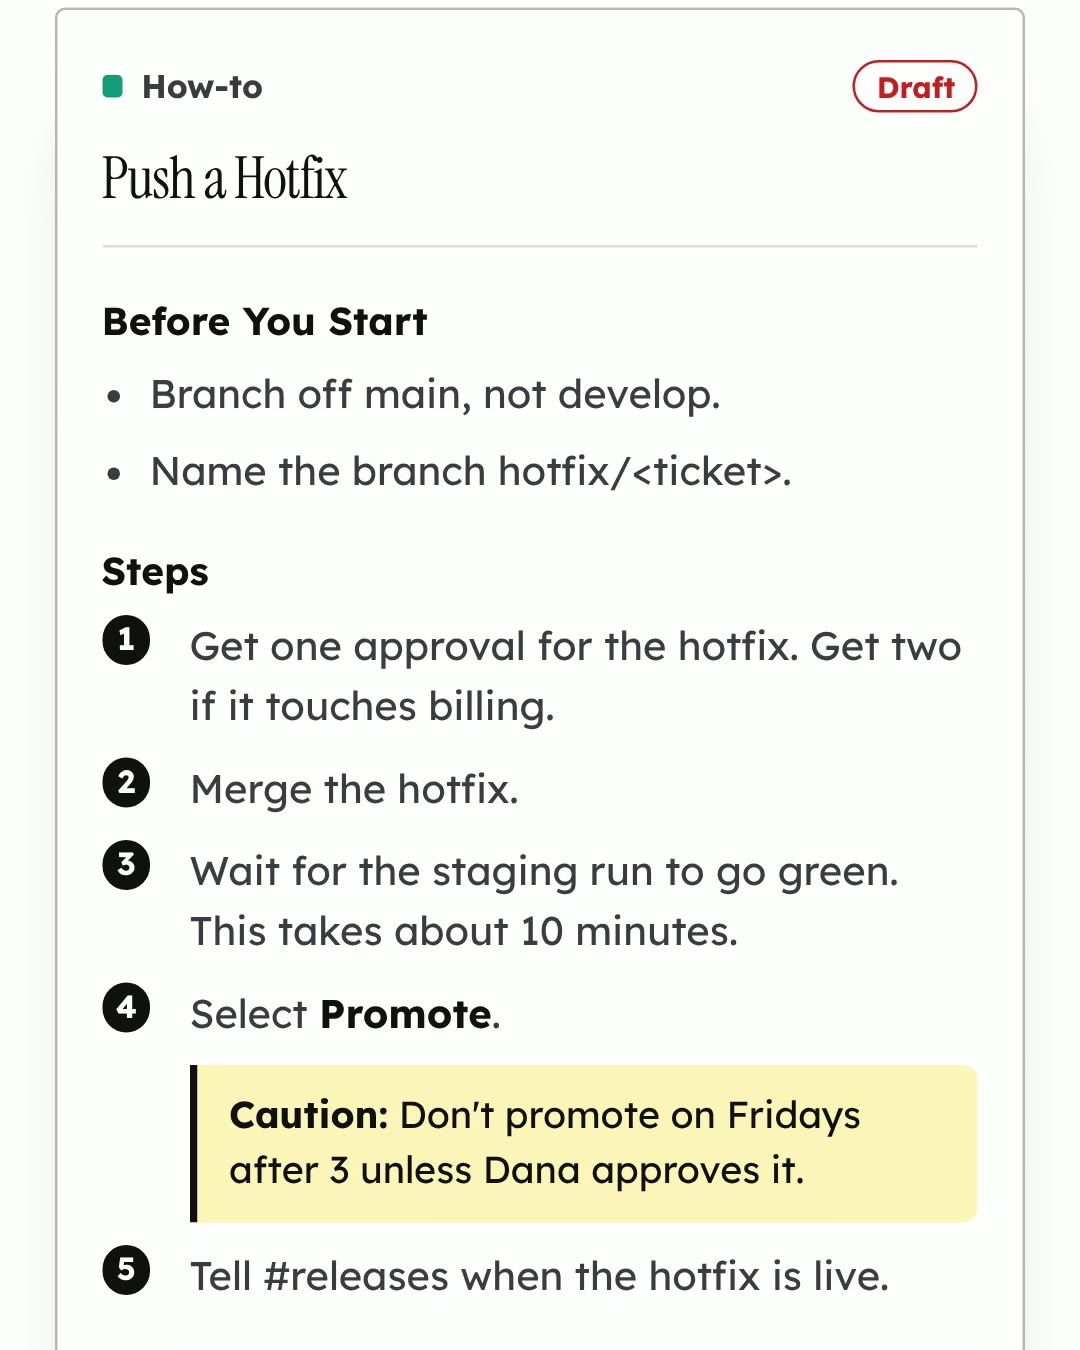 How-to
Draft
Push a Hotfix
Before You Start
• Branch off main, not develop.
• Name the branch hotfix/<ticket>.
Steps
1 Get one approval for the hotfix. Get two
if it touches billing.
2 Merge the hotfix.
3 Wait for the staging run to go green.
This takes about 10 minutes.
4 Select Promote.
Caution: Don't promote on Fridays
after 3 unless Dana approves it.
5 Tell #releases when the hotfix is live.